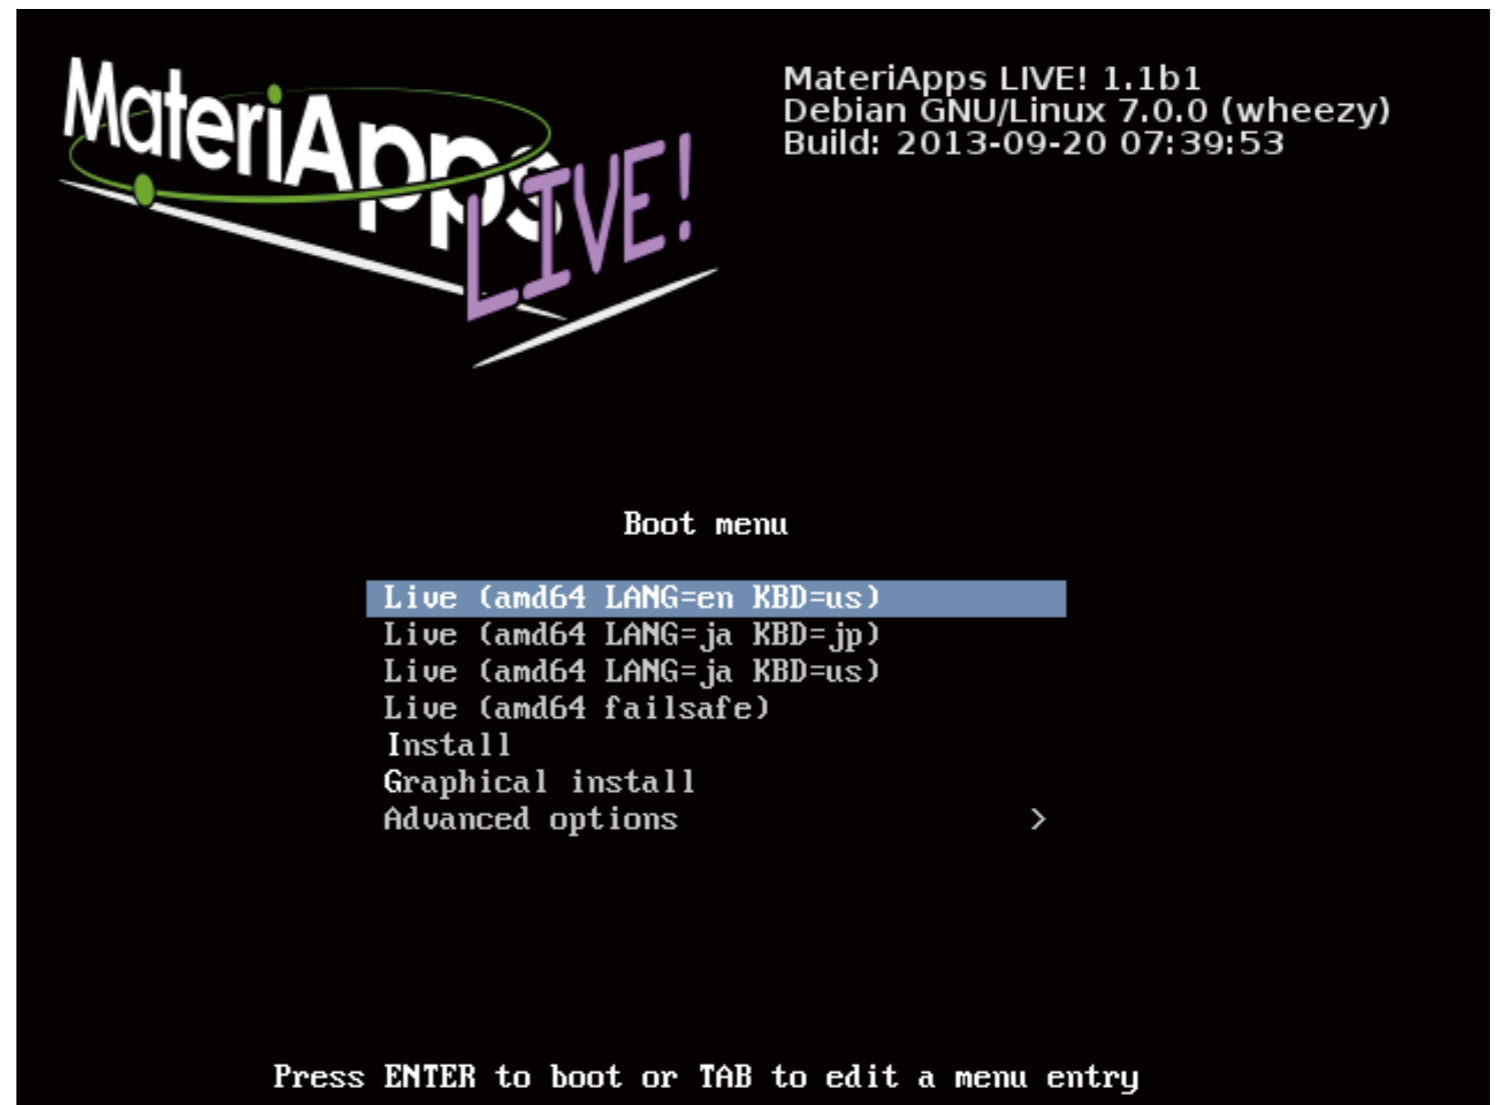 MateriApps LIVE!
MateriApps LIVE! 1.1b1
Debian GNU/Linux 7.0.0 (wheezy)
Build: 2013-09-20 07:39:53
Boot menu
Live (amd64 LANG=en KBD=us)
Live (amd64 LANG=ja KBD=jp)
Live (amd64 LANG=ja KBD=us)
Live (amd64 failsafe)
Install
Graphical install
Advanced options >
Press ENTER to boot or TAB to edit a menu entry